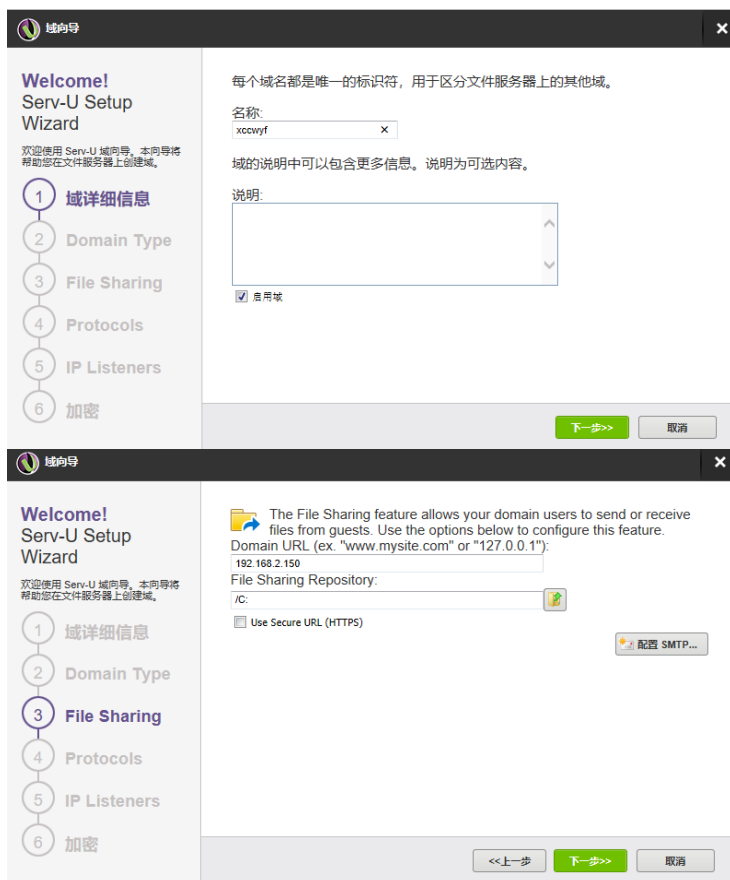 域向导
Welcome!
Serv-U Setup
Wizard
欢迎使用 Serv-U 域向导。本向导将
帮助您在文件服务器上创建域。
1 域详细信息
2 Domain Type
3 File Sharing
4 Protocols
5 IP Listeners
6 加密
每个域名都是唯一的标识符，用于区分文件服务器上的其他域。
名称:
xccwyf
域的说明中可以包含更多信息。说明为可选内容。
说明:
启用域
下一步>>
取消
域向导
Welcome!
Serv-U Setup
Wizard
欢迎使用 Serv-U 域向导。本向导将
帮助您在文件服务器上创建域。
1 域详细信息
2 Domain Type
3 File Sharing
4 Protocols
5 IP Listeners
6 加密
The File Sharing feature allows your domain users to send or receive
files from guests. Use the options below to configure this feature.
Domain URL (ex. "www.mysite.com" or "127.0.0.1"):
192.168.2.150
File Sharing Repository:
/C:
Use Secure URL (HTTPS)
配置 SMTP...
<<上一步
下一步>>
取消